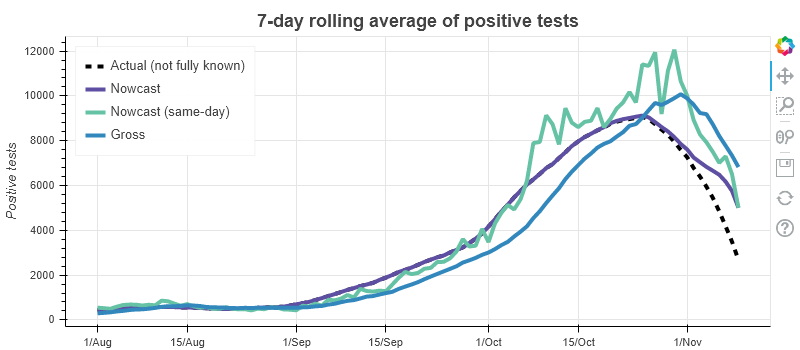 7-day rolling average of positive tests
12000
10000
8000
6000
4000
2000
0
Positive tests
Actual (not fully known)
Nowcast
Nowcast (same-day)
Gross
1/Aug
15/Aug
1/Sep
15/Sep
1/Oct
15/Oct
1/Nov